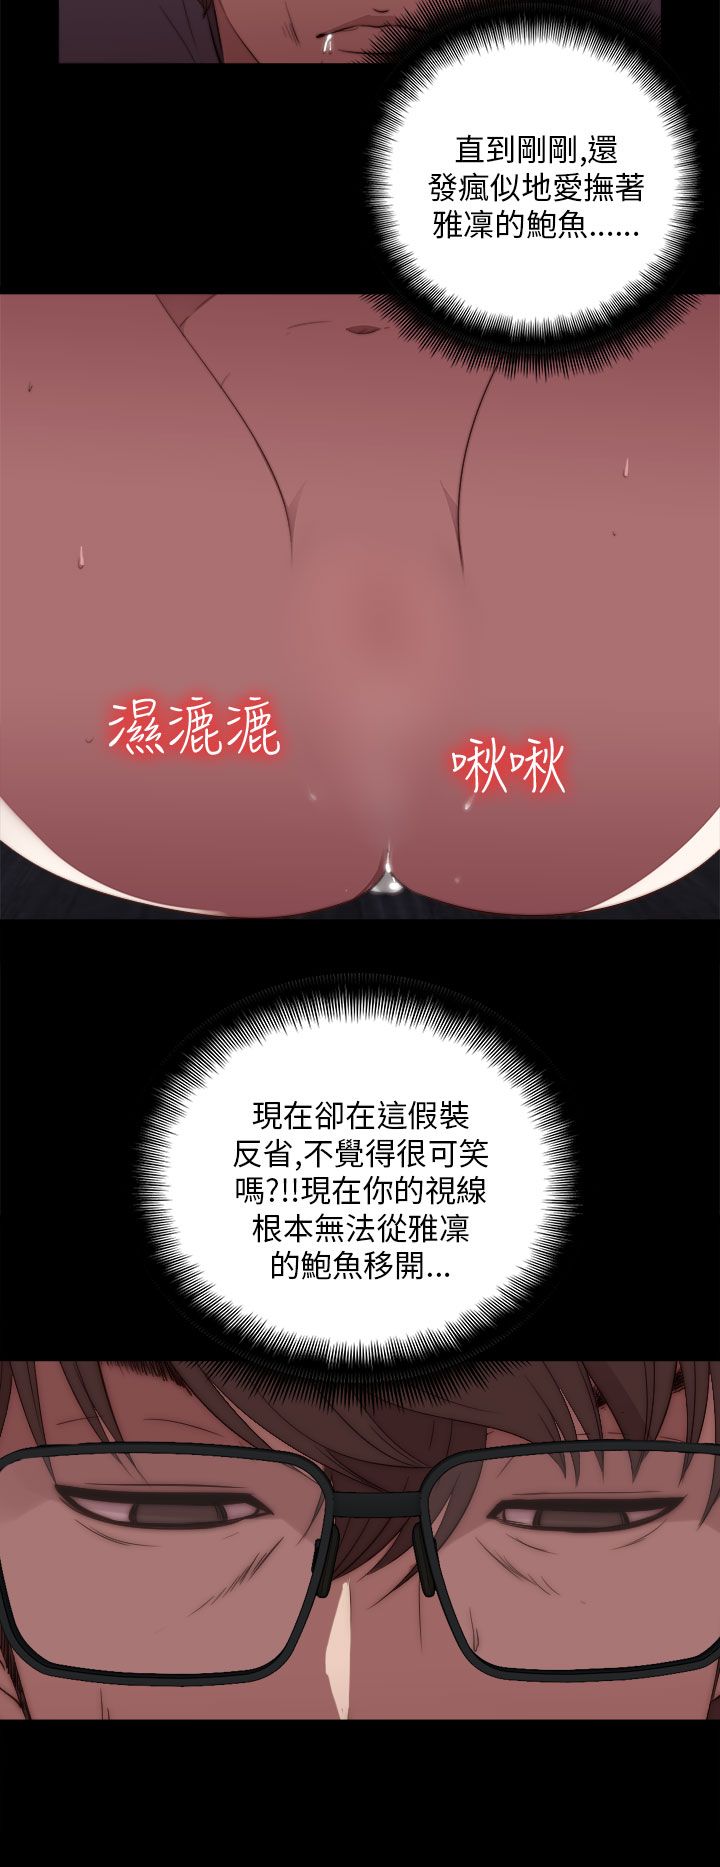 直到剛剛,還
發瘋似地愛撫著
雅凜的鮑魚......
濕漉漉
啾啾
現在卻在這假裝
反省,不覺得很可笑
嗎?!!現在你的視線
根本無法從雅凜
的鮑魚移開...